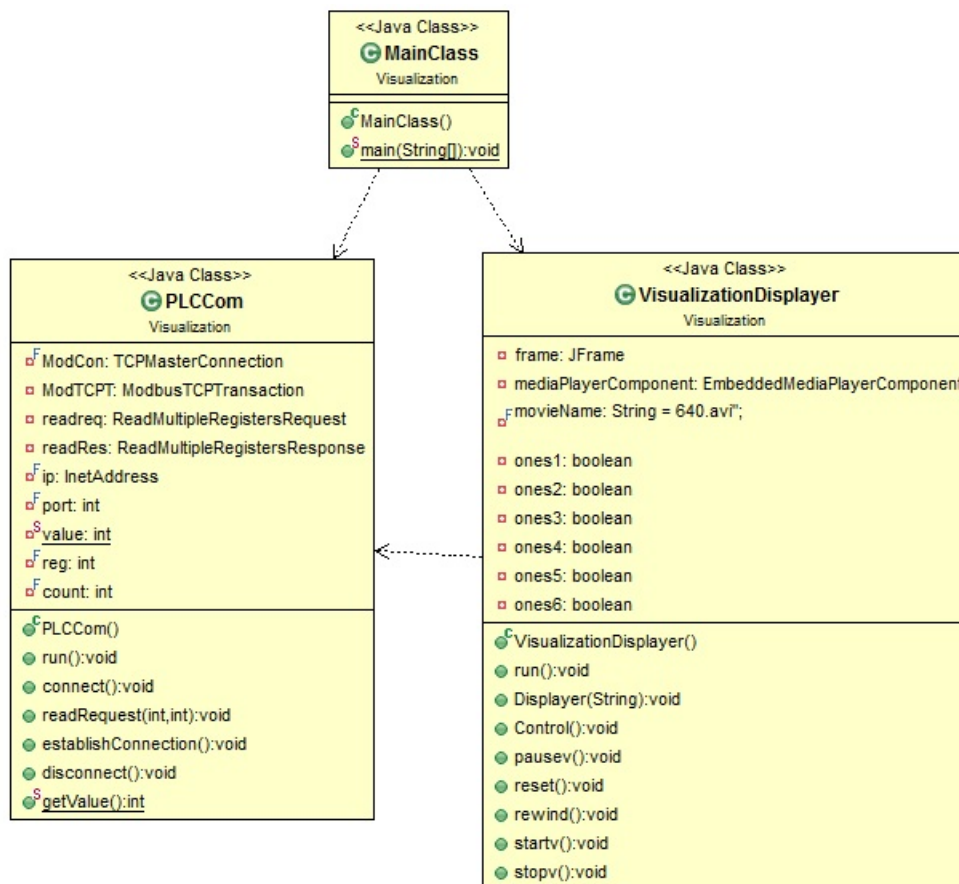 <<Java Class>>
MainClass
Visualization
MainClass()
main(String[]):void
<<Java Class>>
PLCCom
Visualization
ModCon: TCPMasterConnection
ModTCPT: ModbusTCPTransaction
readreq: ReadMultipleRegistersRequest
readRes: ReadMultipleRegistersResponse
ip: InetAddress
port: int
value: int
reg: int
count: int
PLCCom()
run():void
connect():void
readRequest(int,int):void
establishConnection():void
disconnect():void
getValue():int
<<Java Class>>
VisualizationDisplayer
Visualization
frame: JFrame
mediaPlayerComponent: EmbeddedMediaPlayerComponent
movieName: String = 640.avi";
ones1: boolean
ones2: boolean
ones3: boolean
ones4: boolean
ones5: boolean
ones6: boolean
VisualizationDisplayer()
run():void
Displayer(String):void
Control():void
pausev():void
reset():void
rewind():void
startv():void
stopv():void